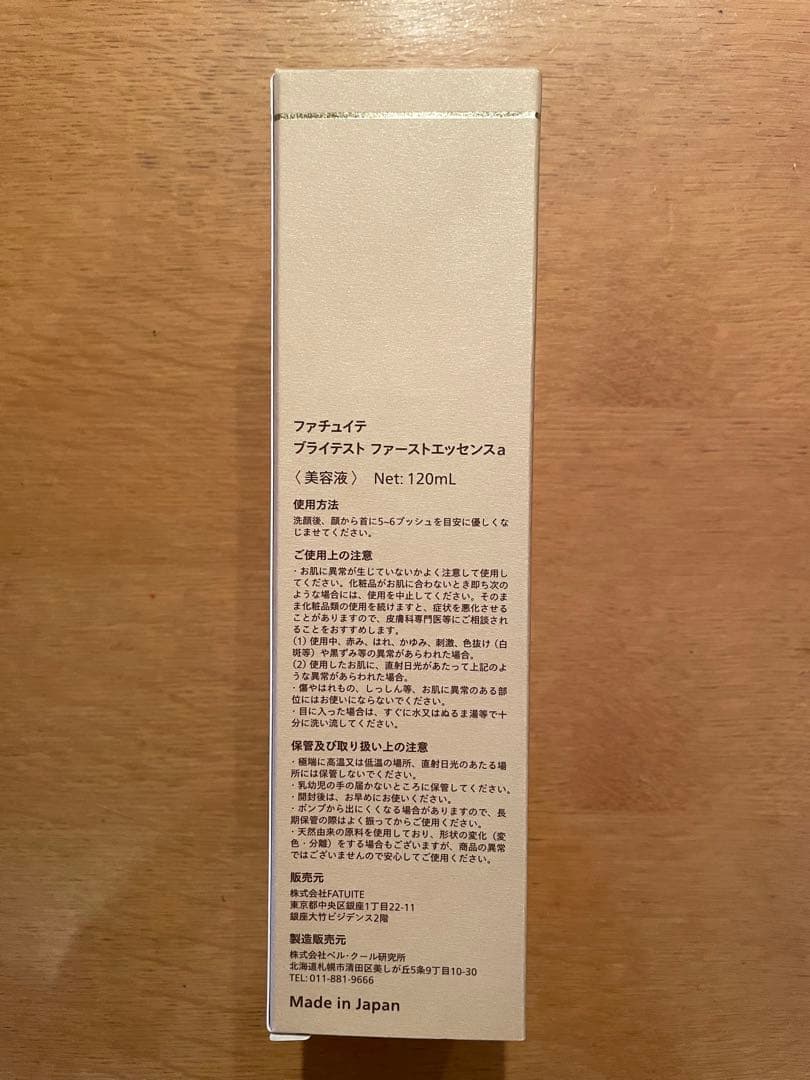 ファチュイテ
ブライテスト ファーストエッセンスa
〈美容液〉 Net: 120mL
使用方法
洗顔後、顔から首に5~6プッシュを目安に優しくな
じませてください。
ご使用上の注意
・お肌に異常が生じていないかよく注意して使用し
てください。化粧品がお肌に合わないとき即ち次の
ような場合には、使用を中止してください。そのま
ま化粧品類の使用を続けますと、症状を悪化させる
ことがありますので、皮膚科専門医等にご相談され
ることをおすすめします。
(1) 使用中、赤み、はれ、かゆみ、刺激、色抜け(白
斑等)や黒ずみ等の異常があらわれた場合。
(2) 使用したお肌に、直射日光があたって上記のよ
うな異常があらわれた場合。
・傷やはれもの、しっしん等、お肌に異常のある部
位にはお使いにならないでください。
・目に入った場合は、すぐに水又はぬるま湯等で十
分に洗い流してください。
保管及び取り扱い上の注意
・極端に高温又は低温の場所、直射日光のあたる場
所には保管しないでください。
・乳幼児の手の届かないところに保管してください。
・開封後は、お早めにお使いください。
・ポンプから出にくくなる場合がありますので、長
期保管の際はよく振ってからご使用ください。
・天然由来の原料を使用しており、形状の変化(変
色・分離)をする場合もございますが、商品の異常
ではございませんので安心してご使用ください。
販売元
株式会社FATUITE
東京都中央区銀座1丁目22-11
銀座大竹ビジデンス2階
製造販売元
株式会社ベル・クール研究所
北海道札幌市清田区美しが丘5条9丁目10-30
TEL: 011-881-9666
Made in Japan